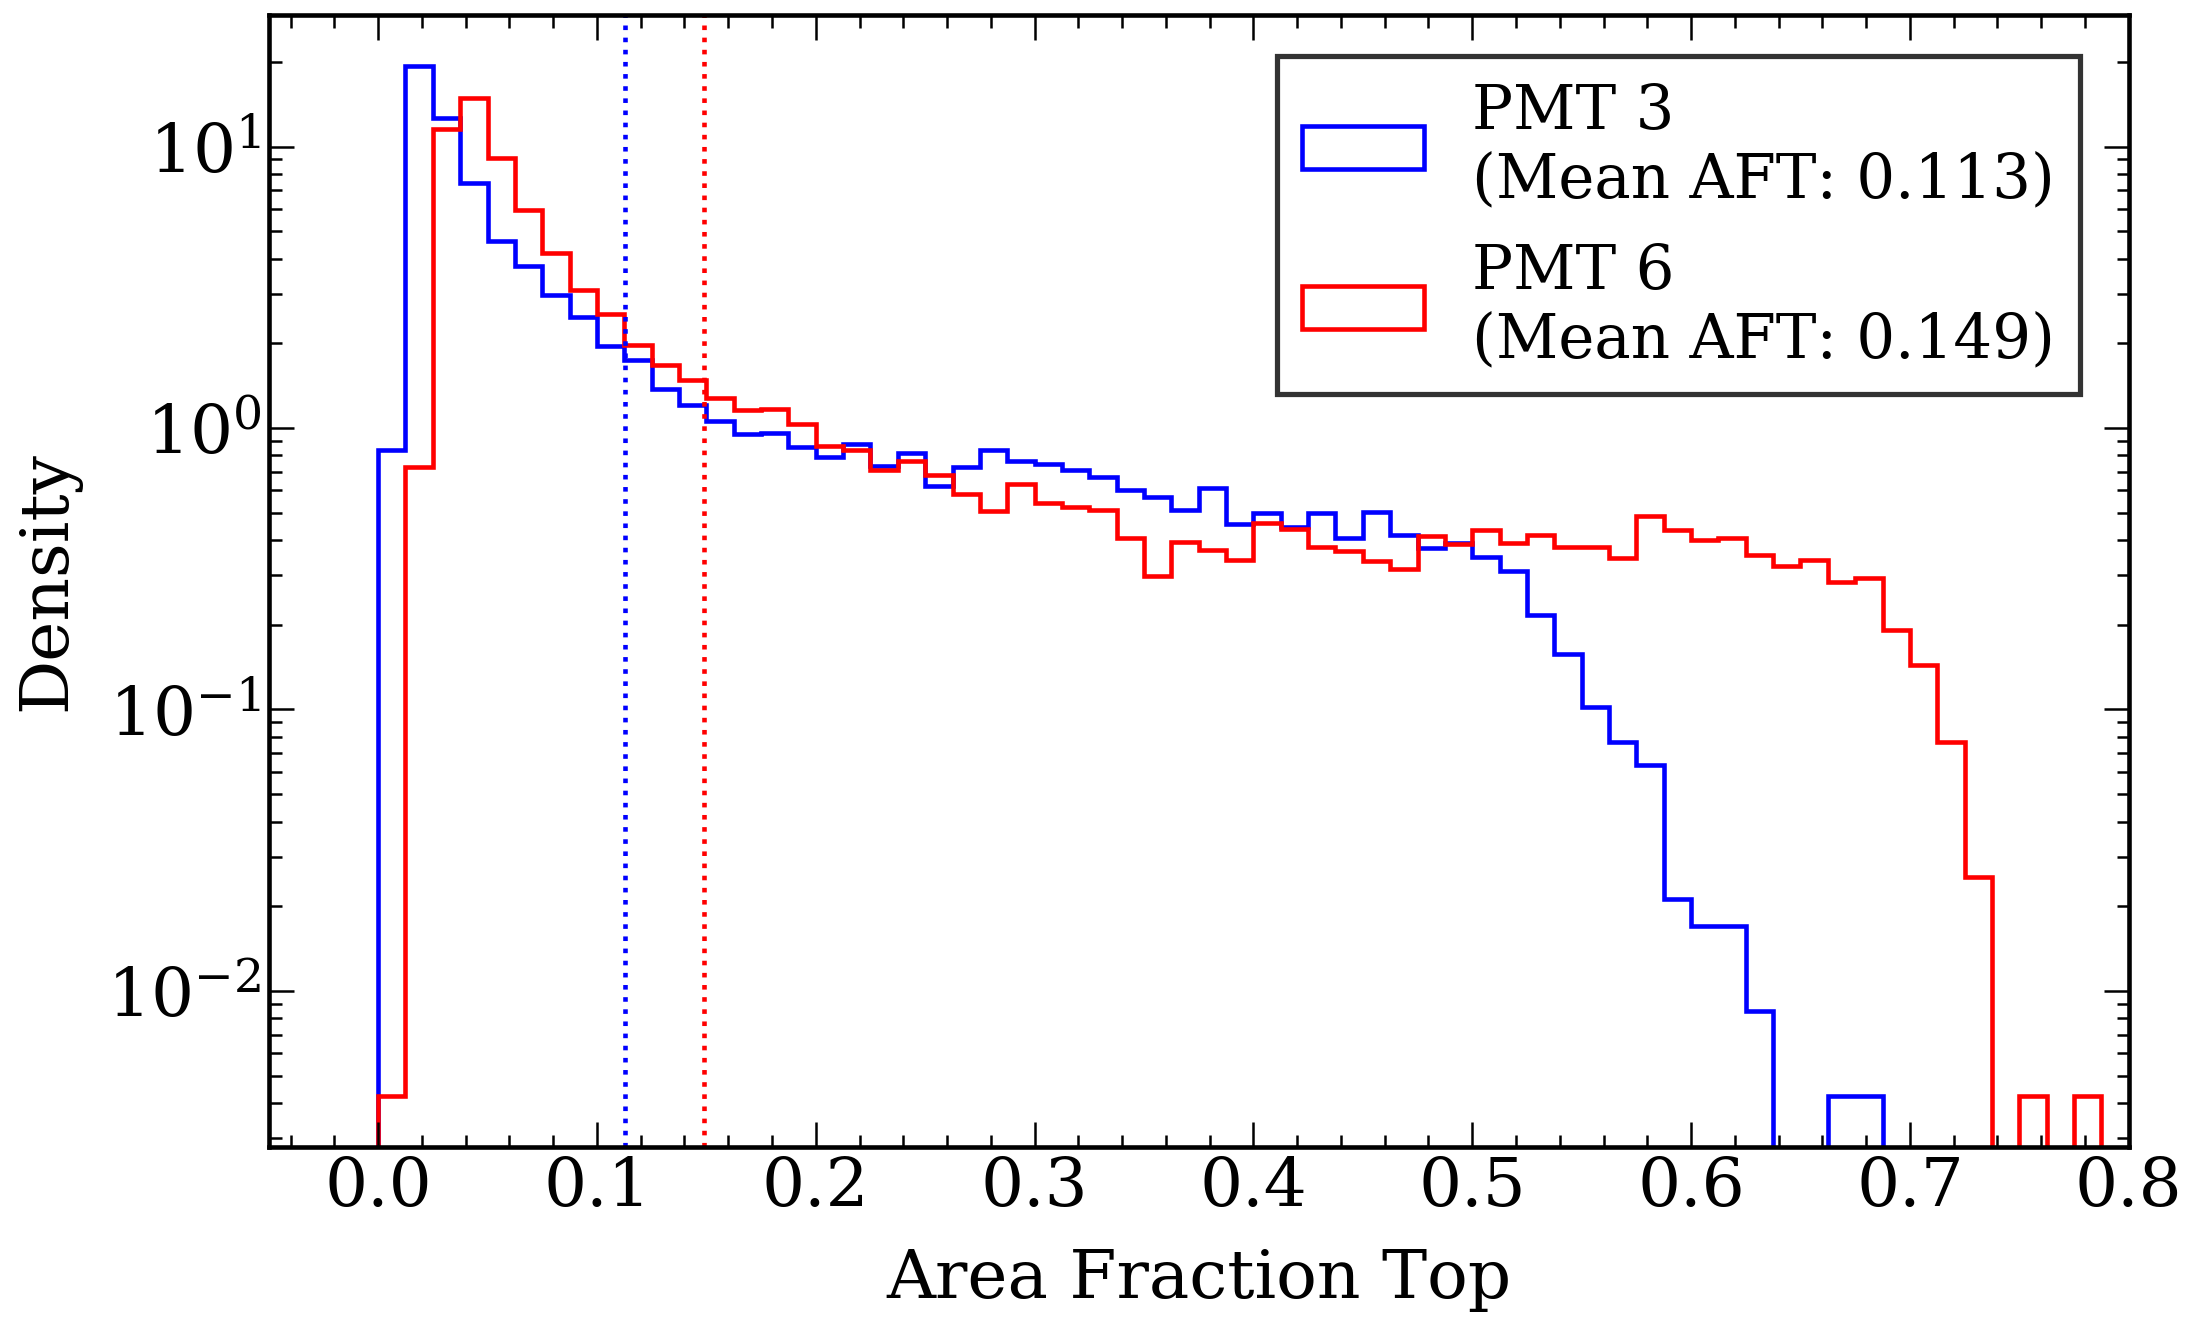 PMT 3
(Mean AFT: 0.113)
PMT 6
(Mean AFT: 0.149)
10¹
10⁰
10⁻¹
10⁻²
Density
0.0 0.1 0.2 0.3 0.4 0.5 0.6 0.7 0.8
Area Fraction Top